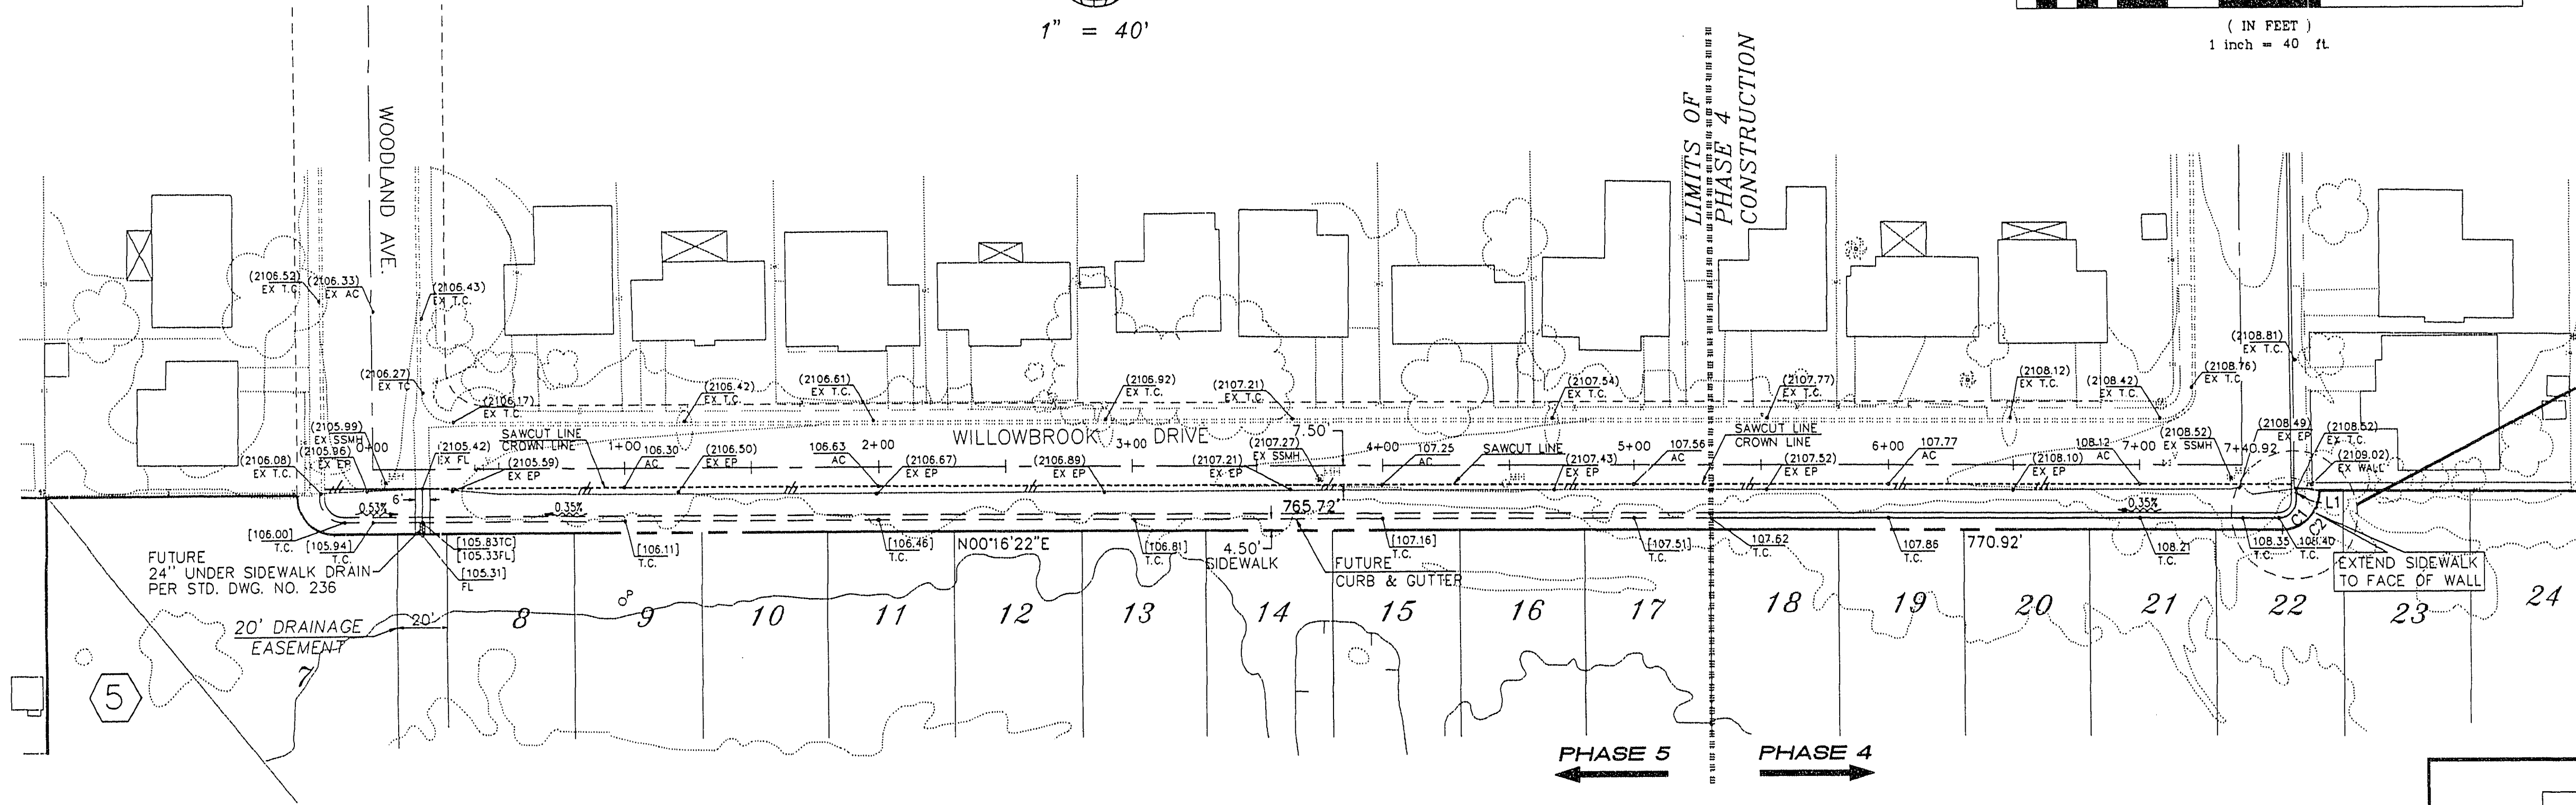 1" = 40'
( IN FEET )
1 inch = 40 ft.
WOODLAND AVE.
LIMITS OF
PHASE 4
CONSTRUCTION
(2106.52)
EX T.C.
(2106.33)
EX AC
(2106.43)
EX T.C.
(2106.27)
EX TC
(2106.17)
EX T.C.
(2106.42)
EX T.C.
(2106.61)
EX T.C.
(2106.92)
EX T.C.
(2107.21)
EX T.C.
(2107.54)
EX T.C.
(2107.77)
EX T.C.
(2108.12)
EX T.C.
(2108.42)
EX T.C.
(2108.76)
EX T.C.
(2108.81)
EX T.C.
(2105.99)
EX SSMH
0+00
(2105.96)
EX EP
(2106.08)
EX T.C.
(2105.42)
EX FL
(2105.59)
EX EP
SAWCUT LINE
CROWN LINE
1+00
106.30
AC
(2106.50)
EX EP
106.63
AC
2+00
(2106.67)
EX EP
WILLOWBROOK DRIVE
3+00
(2106.89)
EX EP
(2107.21)
EX EP
(2107.27)
EX SSMH
7.50'
4+00
107.25
AC
SAWCUT LINE
(2107.43)
EX EP
5+00
107.56
AC
SAWCUT LINE
CROWN LINE
(2107.52)
EX EP
6+00
107.77
AC
(2108.10)
EX EP
108.12
AC
7+00
(2108.52)
EX SSMH
7+40.92
(2108.49)
EX EP
(2108.52)
EX T.C.
(2109.02)
EX WALL
6'
0.53%
0.35%
765.72'
0.35%
L1
C1
C2
[106.00]
T.C.
[105.94]
T.C.
[105.83TC]
[105.33FL]
[105.31]
FL
[106.11]
T.C.
[106.46]
T.C.
N00°16'22"E
[106.81]
T.C.
4.50'
SIDEWALK
FUTURE
CURB & GUTTER
[107.16]
T.C.
[107.51]
T.C.
107.62
T.C.
107.86
T.C.
770.92'
108.21
T.C.
108.35
T.C.
108.40
T.C.
EXTEND SIDEWALK
TO FACE OF WALL
FUTURE
24" UNDER SIDEWALK DRAIN
PER STD. DWG. NO. 236
20' DRAINAGE
EASEMENT
20'
7
8
9
10
11
12
13
14
15
16
17
18
19
20
21
22
23
24
5
PHASE 5
PHASE 4